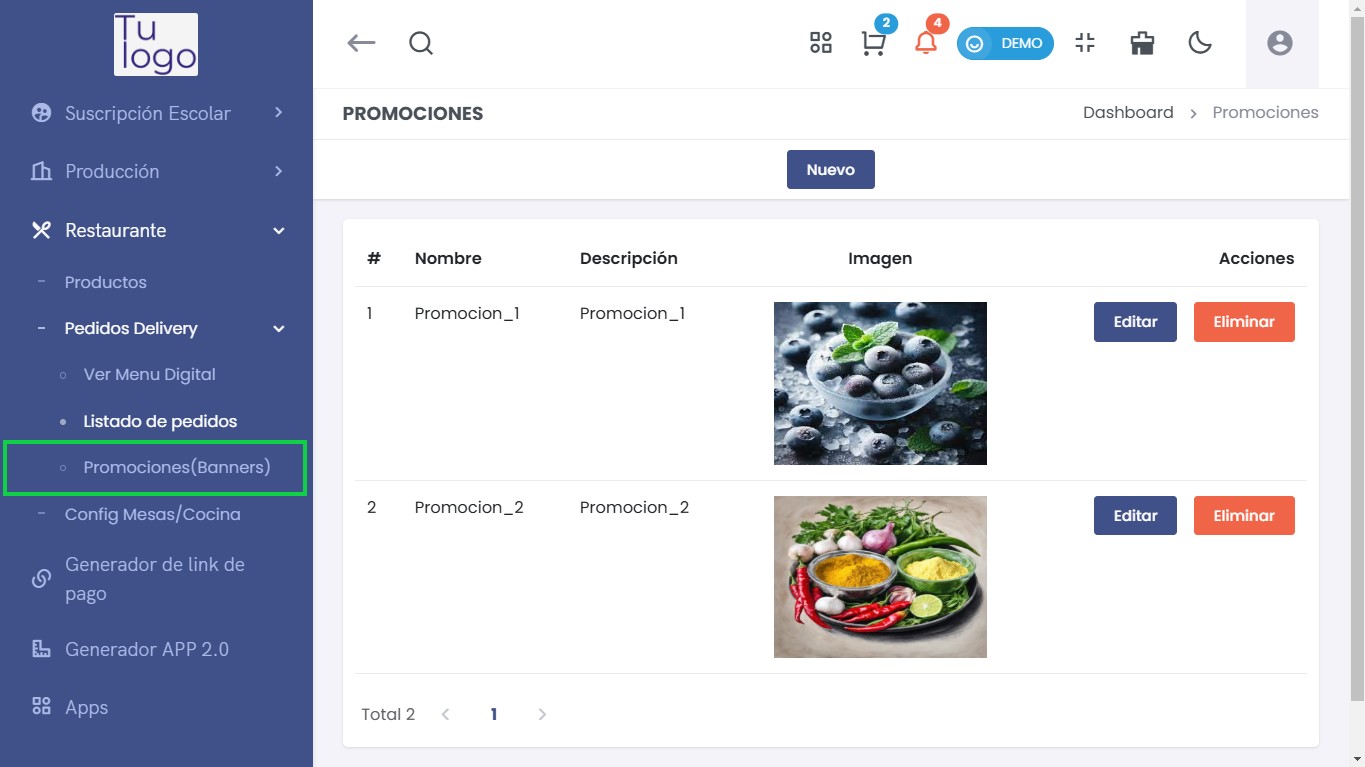 Tu
logo
Suscripción Escolar
Producción
Restaurante
Productos
Pedidos Delivery
Ver Menu Digital
Listado de pedidos
Promociones(Banners)
Config Mesas/Cocina
Generador de link de
pago
Generador APP 2.0
Apps
2
4
DEMO
PROMOCIONES
Dashboard > Promociones
Nuevo
# Nombre Descripción Imagen Acciones
1 Promocion_1 Promocion_1 Editar Eliminar
2 Promocion_2 Promocion_2 Editar Eliminar
Total 2 < 1 >